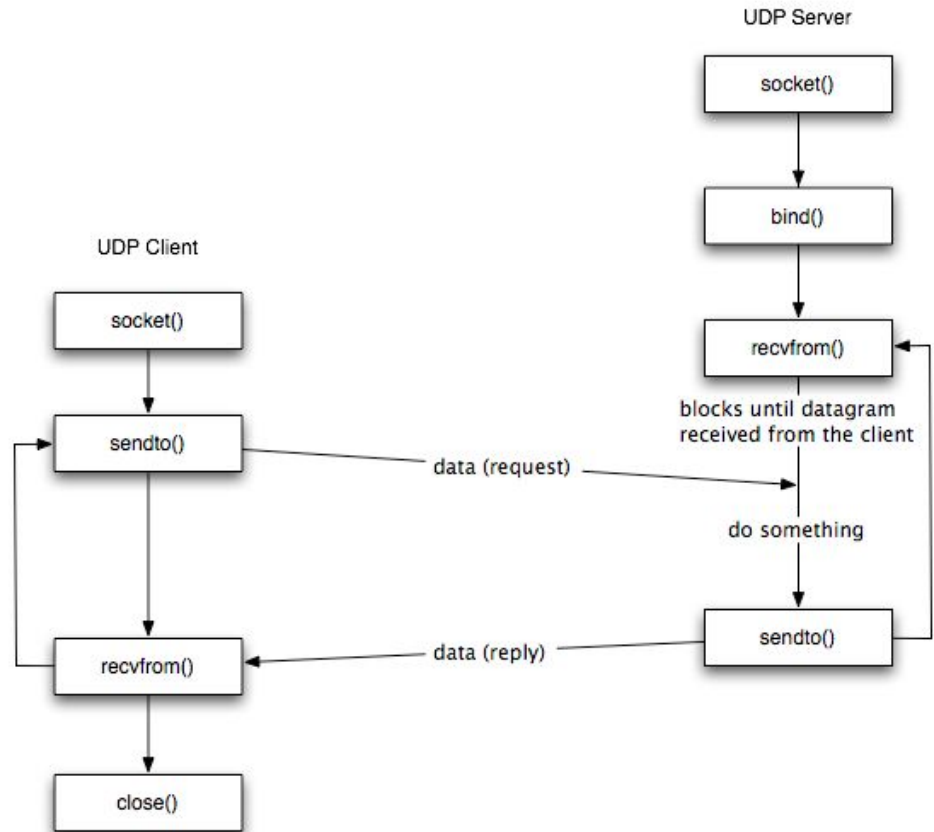 UDP Server
socket()
bind()
UDP Client
socket()
recvfrom()
blocks until datagram
received from the client
sendto()
data (request)
do something
sendto()
data (reply)
recvfrom()
close()